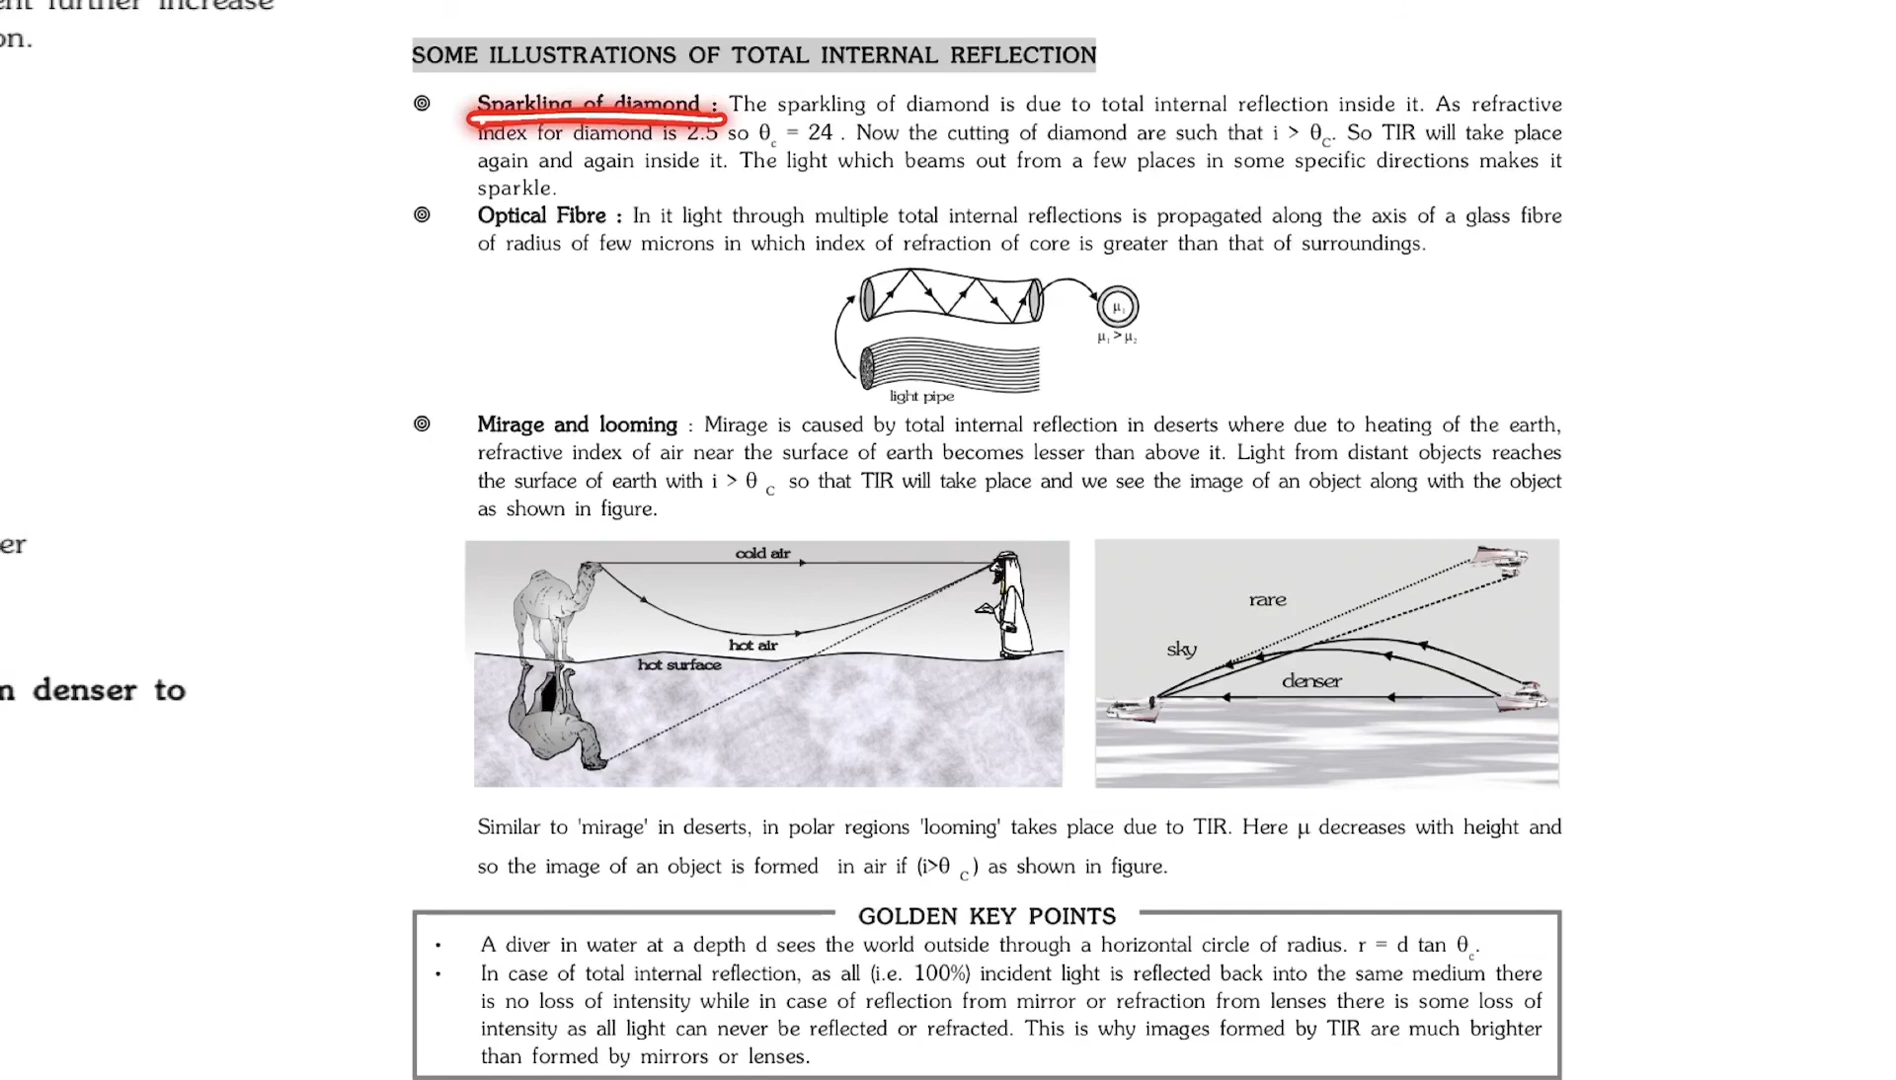 further increase
on.
SOME ILLUSTRATIONS OF TOTAL INTERNAL REFLECTION
Sparkling of diamond : The sparkling of diamond is due to total internal reflection inside it. As refractive
index for diamond is 2.5 so θc = 24 . Now the cutting of diamond are such that i > θC. So TIR will take place
again and again inside it. The light which beams out from a few places in some specific directions makes it
sparkle.
Optical Fibre : In it light through multiple total internal reflections is propagated along the axis of a glass fibre
of radius of few microns in which index of refraction of core is greater than that of surroundings.
μ1
μ1 > μ2
light pipe
Mirage and looming : Mirage is caused by total internal reflection in deserts where due to heating of the earth,
refractive index of air near the surface of earth becomes lesser than above it. Light from distant objects reaches
the surface of earth with i > θ C so that TIR will take place and we see the image of an object along with the object
as shown in figure.
er
n denser to
cold air
hot air
hot surface
rare
sky
denser
Similar to 'mirage' in deserts, in polar regions 'looming' takes place due to TIR. Here μ decreases with height and
so the image of an object is formed in air if (i>θ C) as shown in figure.
GOLDEN KEY POINTS
• A diver in water at a depth d sees the world outside through a horizontal circle of radius. r = d tan θc.
• In case of total internal reflection, as all (i.e. 100%) incident light is reflected back into the same medium there
is no loss of intensity while in case of reflection from mirror or refraction from lenses there is some loss of
intensity as all light can never be reflected or refracted. This is why images formed by TIR are much brighter
than formed by mirrors or lenses.